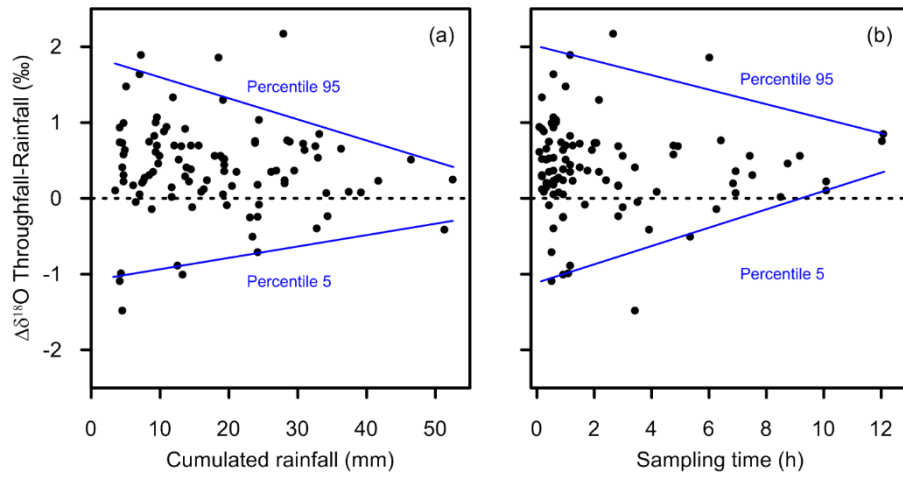 (a)
(b)
Percentile 95
Percentile 95
Percentile 5
Percentile 5
Δδ¹⁸O Throughfall-Rainfall (‰)
2
1
0
-1
-2
0 10 20 30 40 50
0 2 4 6 8 10 12
Cumulated rainfall (mm)
Sampling time (h)